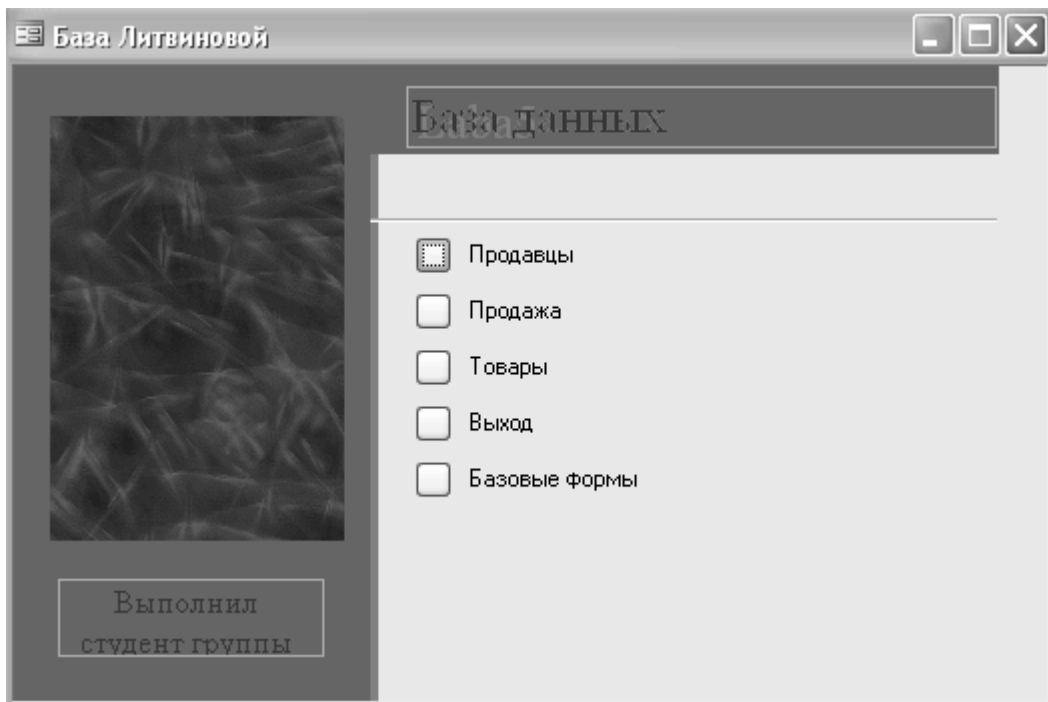 База Литвиновой
База данных
Продавцы
Продажа
Товары
Выход
Базовые формы
Выполнил
студент группы